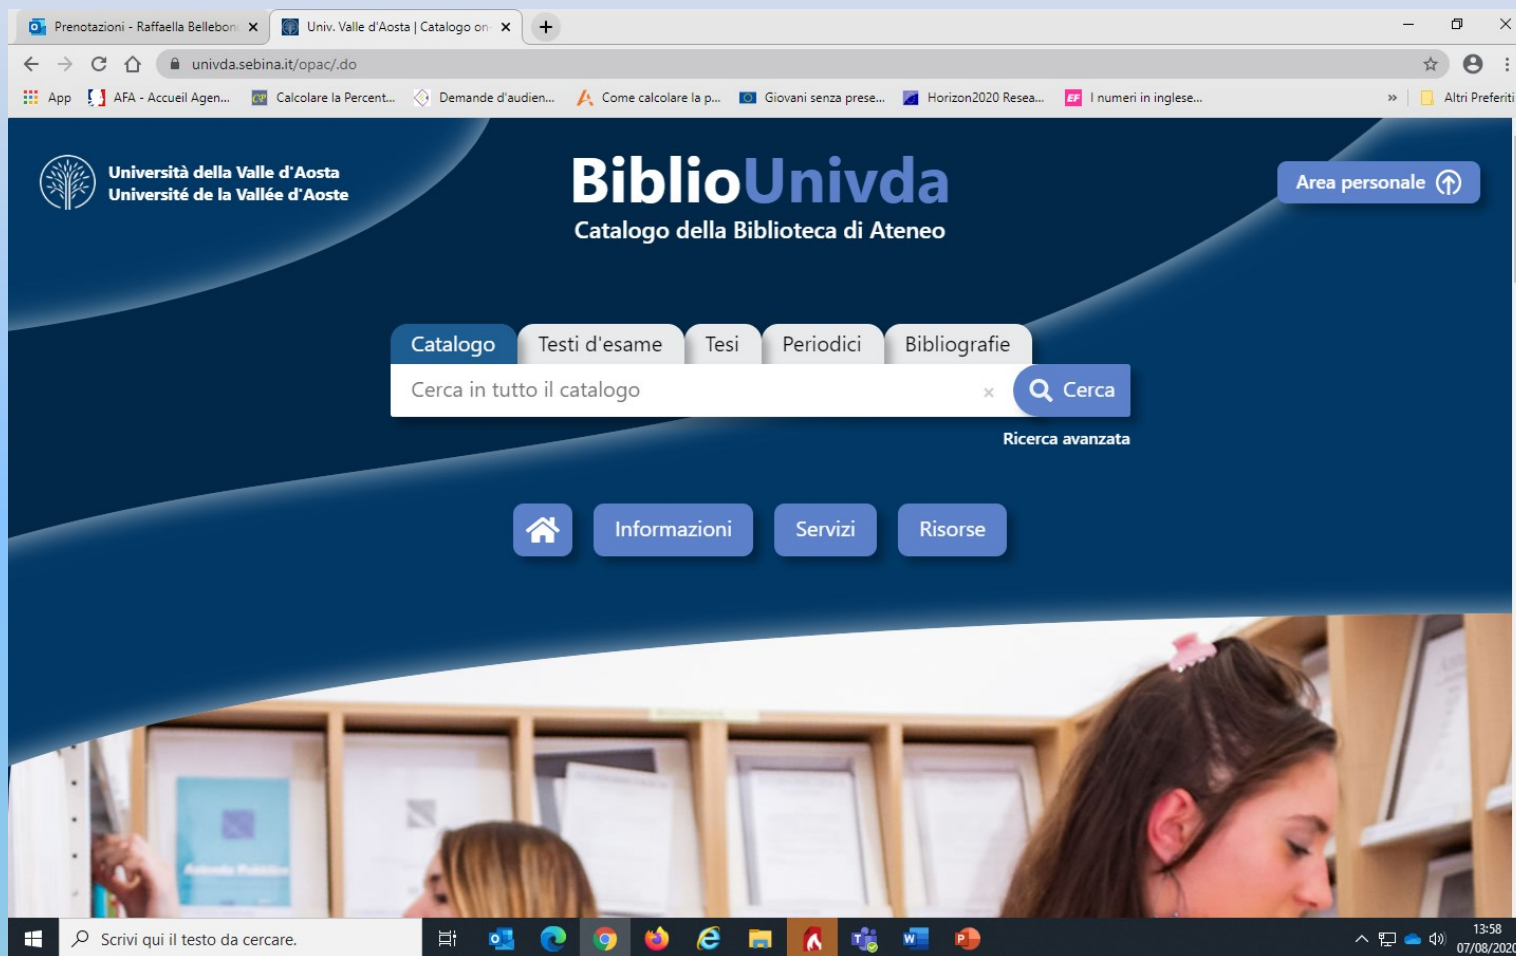 Prenotazioni - Raffaella Bellebon
Univ. Valle d'Aosta | Catalogo on-
univda.sebina.it/opac/.do
App AFA - Accueil Agen... Calcolare la Percent... Demande d'audien... Come calcolare la p... Giovani senza prese... Horizon2020 Resea... I numeri in inglese... » Altri Preferiti
Università della Valle d'Aosta
Université de la Vallée d'Aoste
BiblioUnivda
Catalogo della Biblioteca di Ateneo
Area personale
Catalogo Testi d'esame Tesi Periodici Bibliografie
Cerca in tutto il catalogo × Cerca
Ricerca avanzata
Informazioni Servizi Risorse
Azienda Pubblica
Scrivi qui il testo da cercare.
13:58
07/08/2020